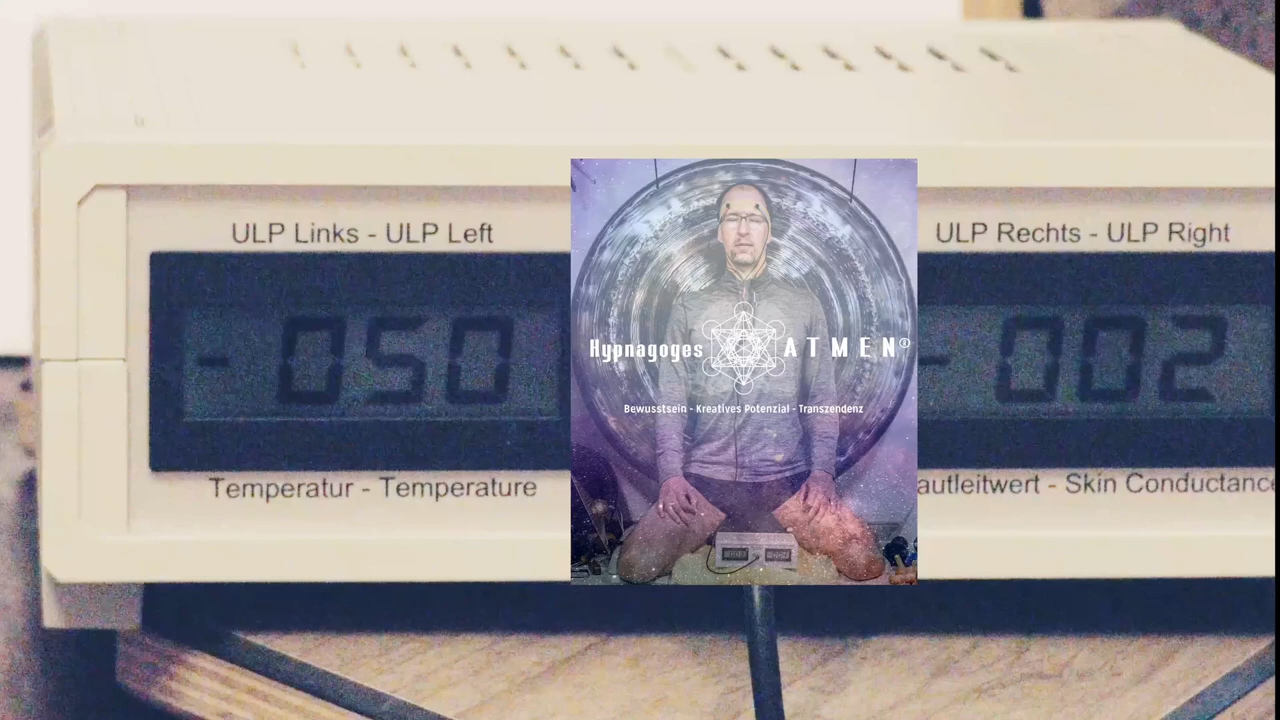 ULP Links - ULP Left
ULP Rechts - ULP Right
- 050
- 002
Temperatur - Temperature
autleitwert - Skin Conductance
Hypnagoges ATMEN®
Bewusstsein - Kreatives Potenzial - Transzendenz